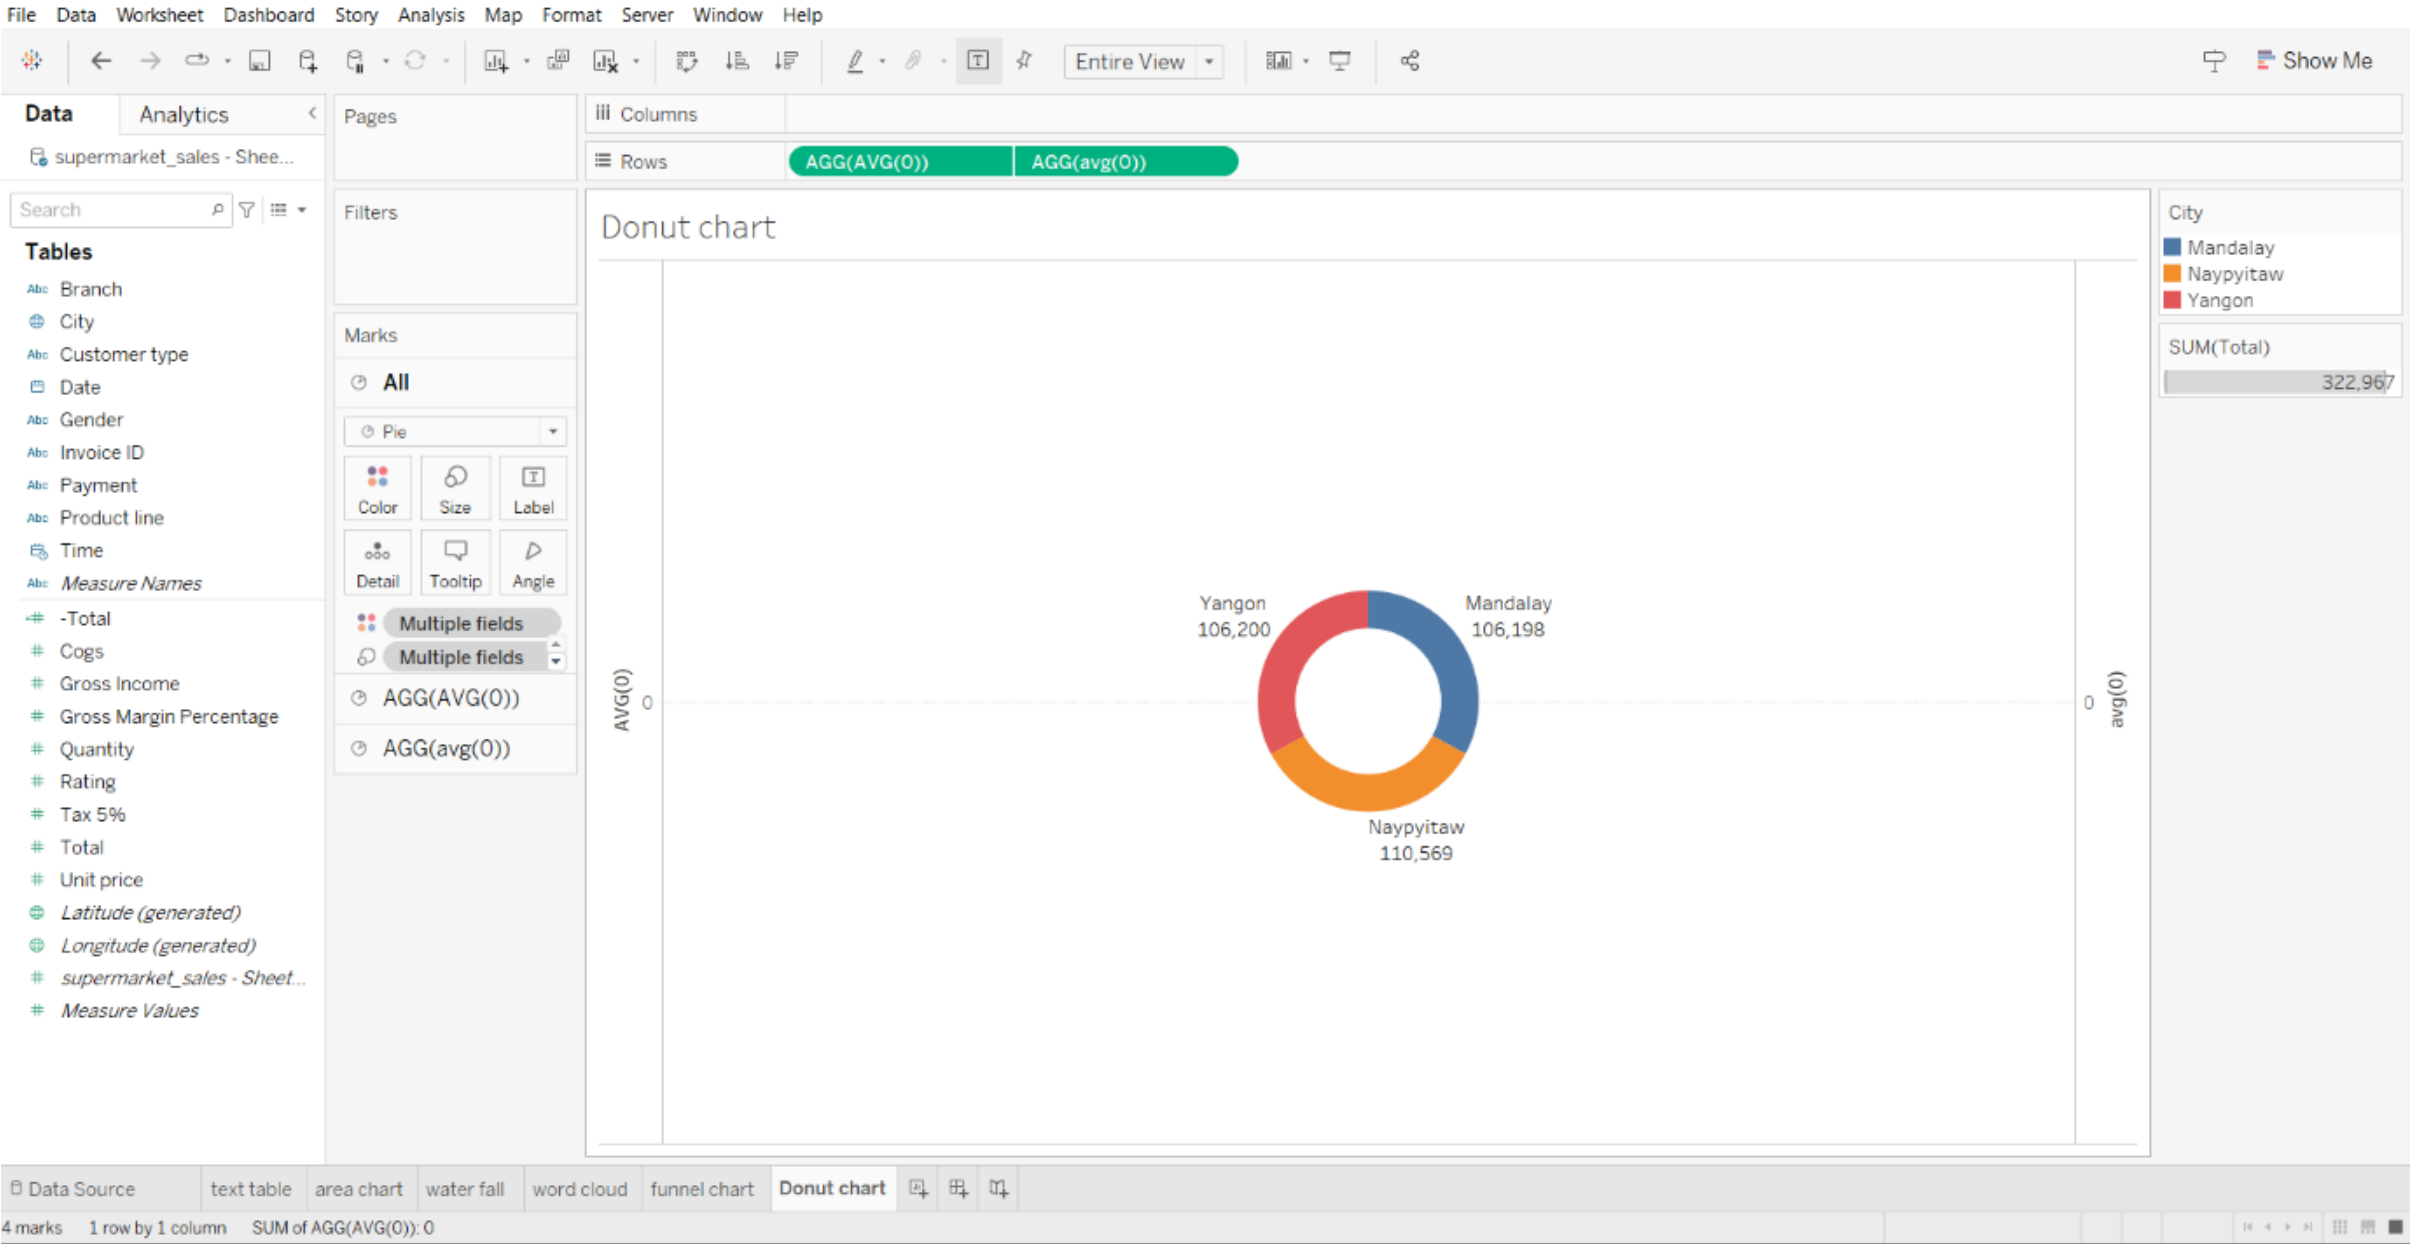 File Data Worksheet Dashboard Story Analysis Map Format Server Window Help
Entire View
Show Me
Data Analytics
supermarket_sales - Shee...
Search
Tables
Abc Branch
City
Abc Customer type
Date
Abc Gender
Abc Invoice ID
Abc Payment
Abc Product line
Time
Abc Measure Names
-Total
Cogs
Gross Income
Gross Margin Percentage
Quantity
Rating
Tax 5%
Total
Unit price
Latitude (generated)
Longitude (generated)
supermarket_sales - Sheet...
Measure Values
Pages
Filters
Marks
All
Pie
Color Size Label
Detail Tooltip Angle
Multiple fields
Multiple fields
AGG(AVG(0))
AGG(avg(0))
Columns
Rows AGG(AVG(0)) AGG(avg(0))
Donut chart
AVG(0)
0
Yangon
106,200
Mandalay
106,198
Naypyitaw
110,569
0
avg(0)
City
Mandalay
Naypyitaw
Yangon
SUM(Total)
322,967
Data Source text table area chart water fall word cloud funnel chart Donut chart
4 marks 1 row by 1 column SUM of AGG(AVG(0)): 0